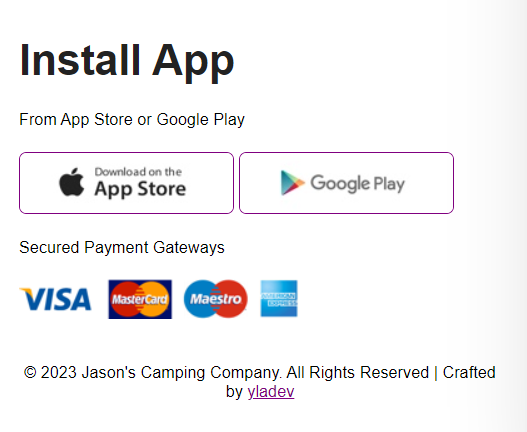 Install App
From App Store or Google Play
Download on the
App Store
Google Play
Secured Payment Gateways
VISA MasterCard Maestro AMERICAN EXPRESS
© 2023 Jason's Camping Company. All Rights Reserved | Crafted
by yladev